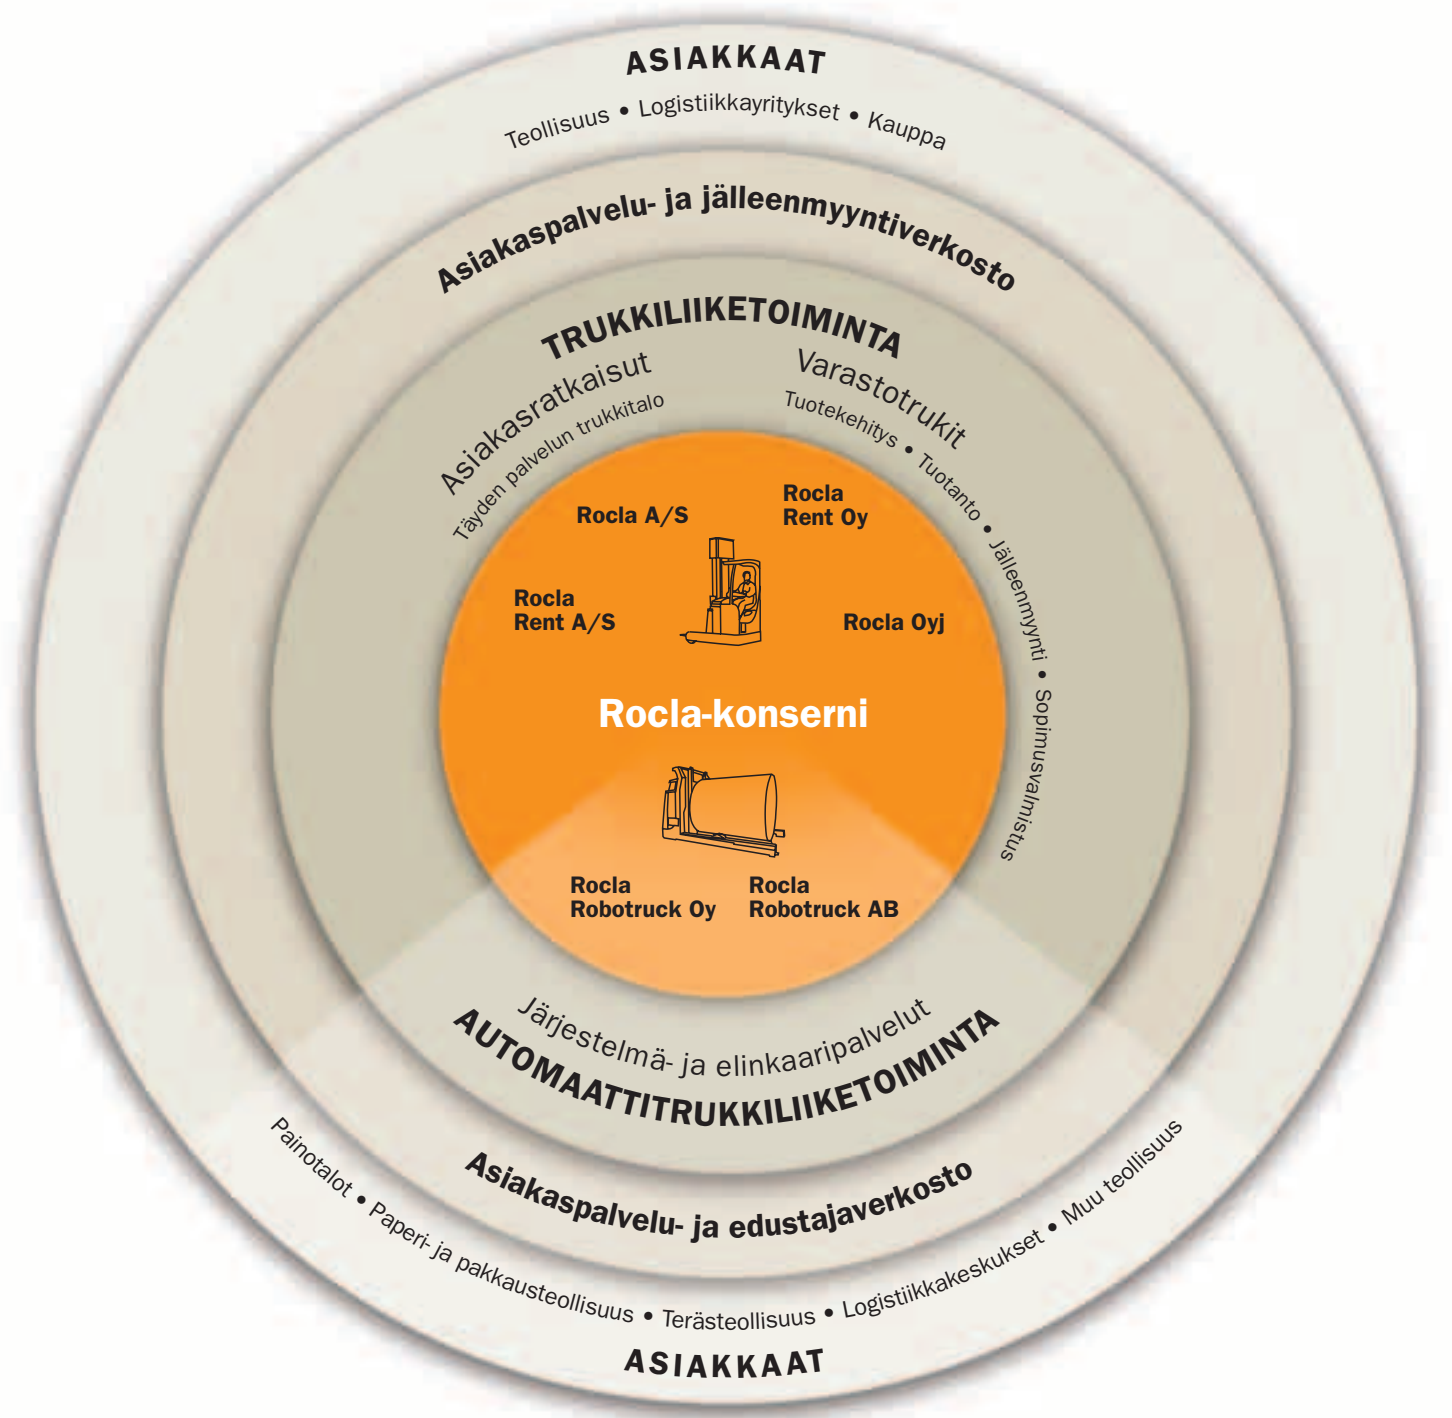 ASIAKKAAT
Teollisuus • Logistiikkayritykset • Kauppa
Asiakaspalvelu- ja jälleenmyyntiverkosto
TRUKKILIIKETOIMINTA
Asiakasratkaisut
Täyden palvelun trukkitalo
Varastotrukit
Tuotekehitys • Tuotanto • Jälleenmyynti • Sopimusvalmistus
Rocla A/S
Rocla
Rent Oy
Rocla
Rent A/S
Rocla Oyj
Rocla-konserni
Rocla
Robotruck Oy
Rocla
Robotruck AB
Järjestelmä- ja elinkaaripalvelut
AUTOMAATTITRUKKILIIKETOIMINTA
Asiakaspalvelu- ja edustajaverkosto
Painotalot • Paperi- ja pakkausteollisuus • Terästeollisuus • Logistiikkakeskukset • Muu teollisuus
ASIAKKAAT